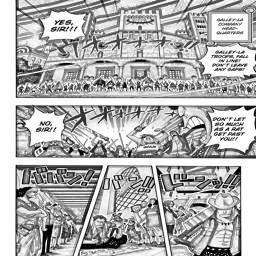 GALLEY-LA
COMPANY
HEAD-
QUARTERS
YES,
SIR!!!
GALLEY-LA
TROOPS, FALL
IN LINE!
DON'T LEAVE
ANY GAPS!
DON'T LET
SO MUCH
AS A RAT
GET PAST
YOU!!
NO,
SIR!!